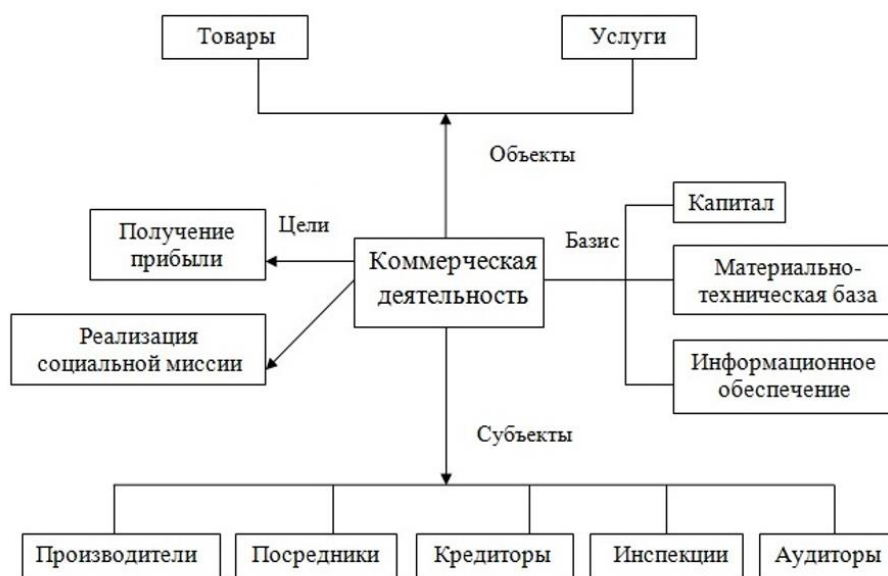 Товары
Услуги
Объекты
Получение
прибыли
Цели
Коммерческая
деятельность
Базис
Капитал
Материально-
техническая база
Реализация
социальной миссии
Информационное
обеспечение
Субъекты
Производители
Посредники
Кредиторы
Инспекции
Аудиторы